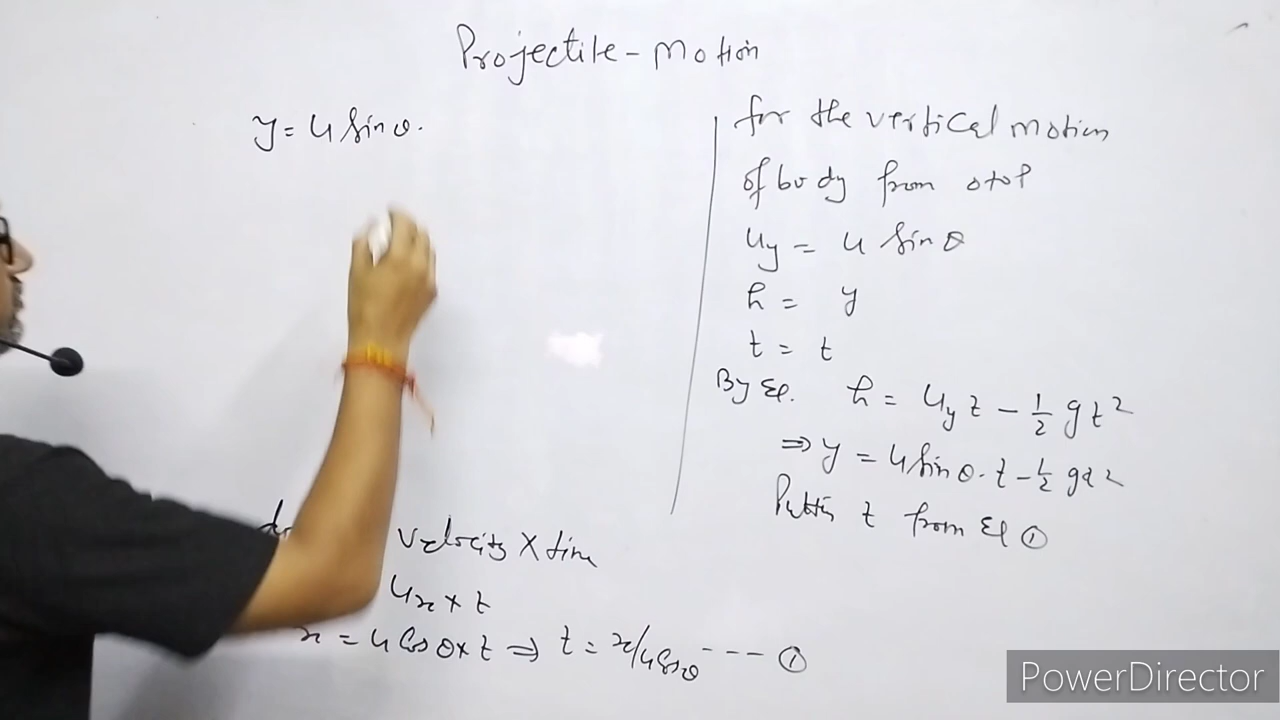 Projectile - motion
y = u sin θ.
for the vertical motion
of body from o to P
uy = u sin θ
h = y
t = t
By Eq. h = uy t - 1/2 g t²
⇒ y = u sin θ. t - 1/2 g t²
Puttin t from Eq ①
velocity × time
ux × t
x = u cos θ × t ⇒ t = x/u cos θ --- ①
PowerDirector